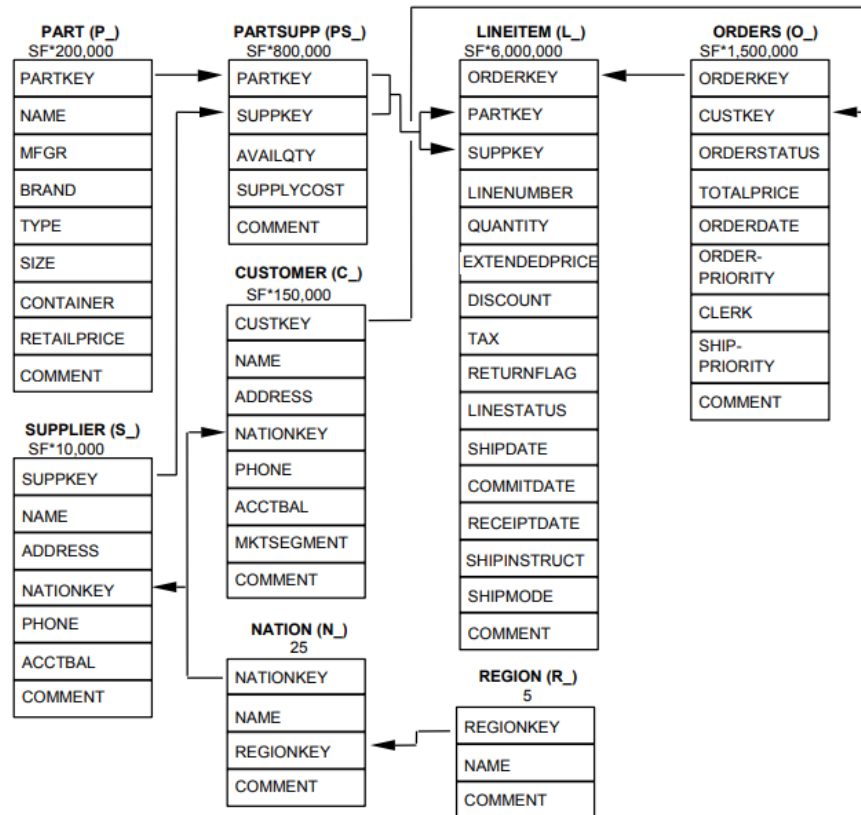 PART (P_)
SF*200,000
PARTKEY
NAME
MFGR
BRAND
TYPE
SIZE
CONTAINER
RETAILPRICE
COMMENT
SUPPLIER (S_)
SF*10,000
SUPPKEY
NAME
ADDRESS
NATIONKEY
PHONE
ACCTBAL
COMMENT
PARTSUPP (PS_)
SF*800,000
PARTKEY
SUPPKEY
AVAILQTY
SUPPLYCOST
COMMENT
CUSTOMER (C_)
SF*150,000
CUSTKEY
NAME
ADDRESS
NATIONKEY
PHONE
ACCTBAL
MKTSEGMENT
COMMENT
NATION (N_)
25
NATIONKEY
NAME
REGIONKEY
COMMENT
LINEITEM (L_)
SF*6,000,000
ORDERKEY
PARTKEY
SUPPKEY
LINENUMBER
QUANTITY
EXTENDEDPRICE
DISCOUNT
TAX
RETURNFLAG
LINESTATUS
SHIPDATE
COMMITDATE
RECEIPTDATE
SHIPINSTRUCT
SHIPMODE
COMMENT
REGION (R_)
5
REGIONKEY
NAME
COMMENT
ORDERS (O_)
SF*1,500,000
ORDERKEY
CUSTKEY
ORDERSTATUS
TOTALPRICE
ORDERDATE
ORDER-
PRIORITY
CLERK
SHIP-
PRIORITY
COMMENT